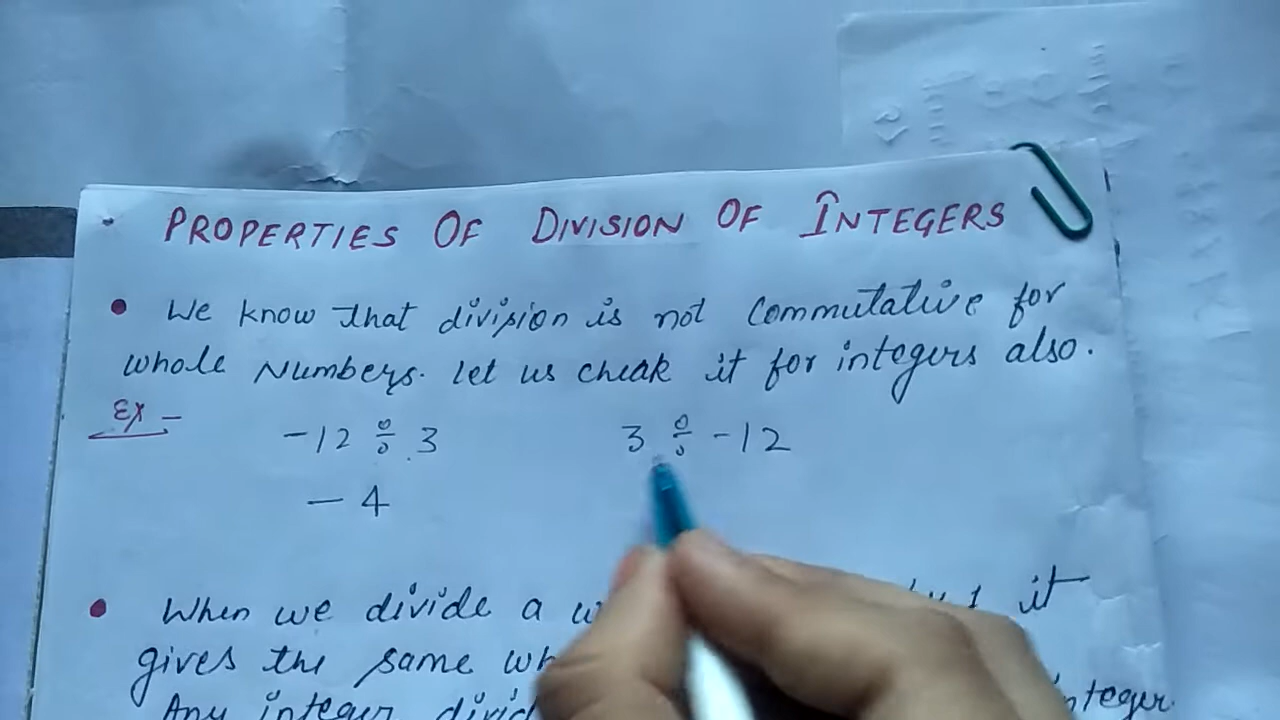 PROPERTIES OF DIVISION OF INTEGERS
• We know that division is not Commutative for
whole Numbers. let us cheak it for integers also.
Ex -
-12 ÷ 3 3 ÷ -12
- 4
• When we divide a 1 it
gives the same
Any integer integer